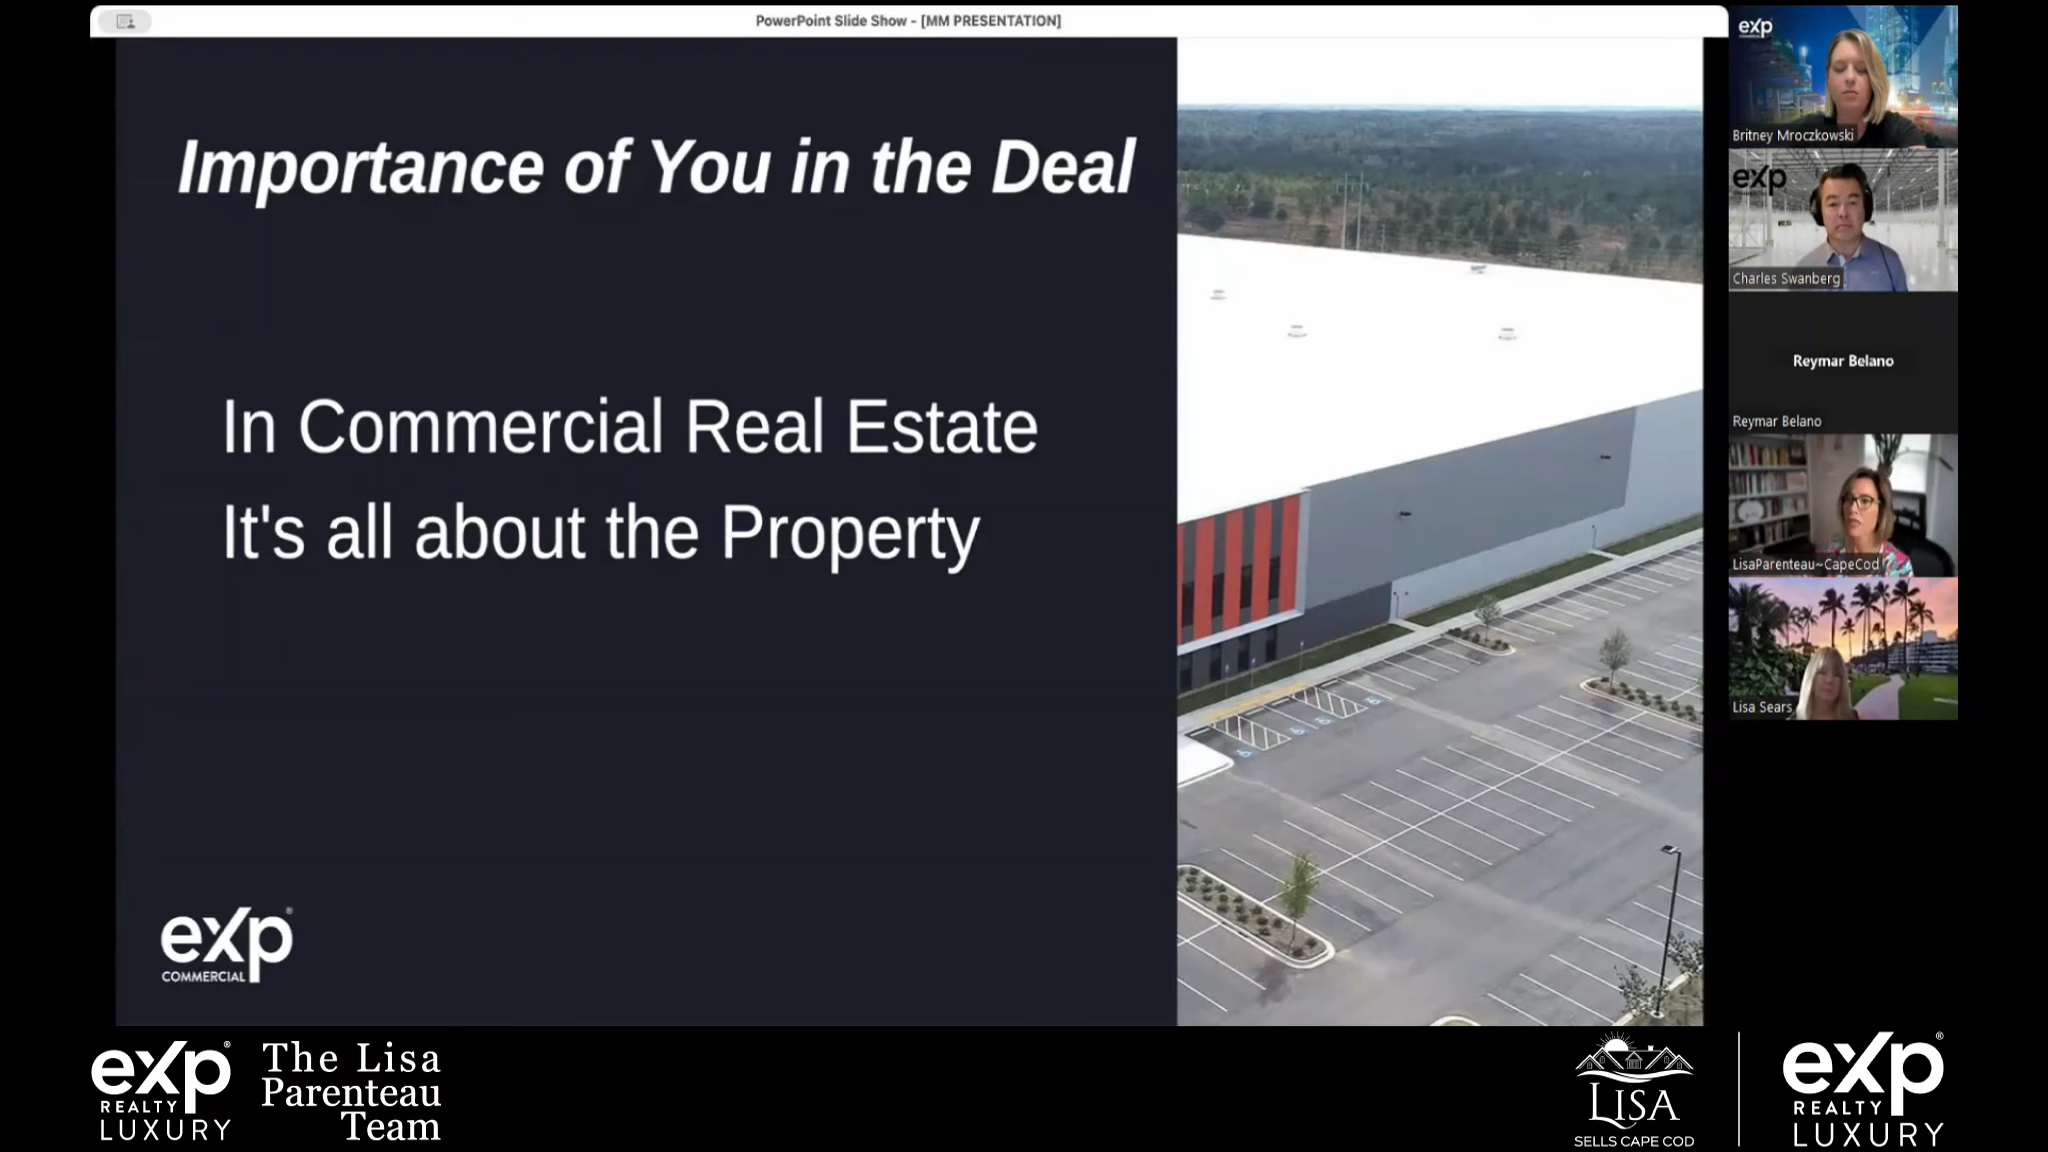 PowerPoint Slide Show - [MM PRESENTATION]
Importance of You in the Deal
In Commercial Real Estate
It's all about the Property
exp®
COMMERCIAL
exp
Britney Mroczkowski
exp
Charles Swanberg
Reymar Belano
Reymar Belano
LisaParenteau~CapeCod
Lisa Sears
exp®
REALTY
LUXURY
The Lisa
Parenteau
Team
LISA
SELLS CAPE COD
exp®
REALTY
LUXURY